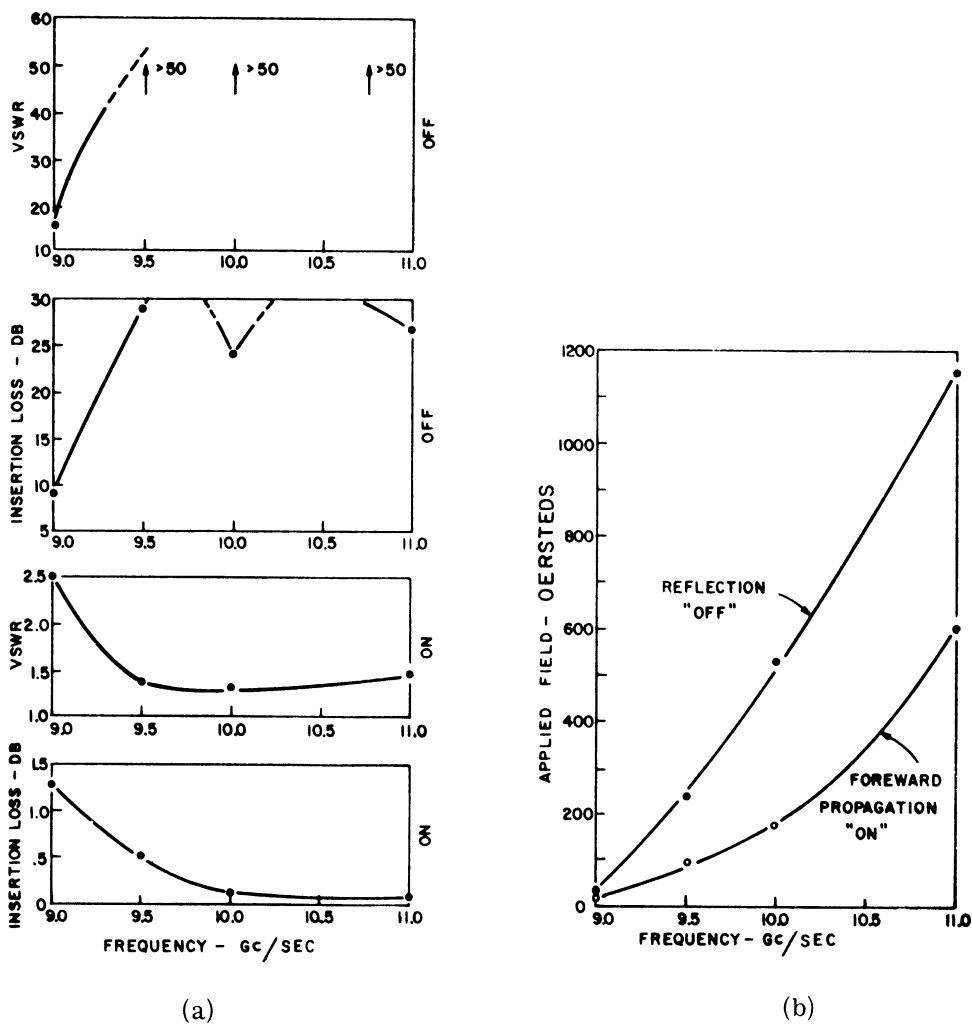 60
50
40
30
20
10
VSWR
>50 >50 >50
OFF
9.0 9.5 10.0 10.5 11.0
30
25
20
15
10
5
INSERTION LOSS - DB
OFF
9.0 9.5 10.0 10.5 11.0
2.5
2.0
1.5
1.0
VSWR
ON
9.0 9.5 10.0 10.5 11.0
1.5
1.0
.5
0
INSERTION LOSS - DB
ON
9.0 9.5 10.0 10.5 11.0
FREQUENCY - Gc/SEC
(a)
1200
1000
800
600
400
200
0
APPLIED FIELD - OERSTEDS
REFLECTION
"OFF"
FOREWARD
PROPAGATION
"ON"
9.0 9.5 10.0 10.5 11.0
FREQUENCY - Gc/SEC
(b)